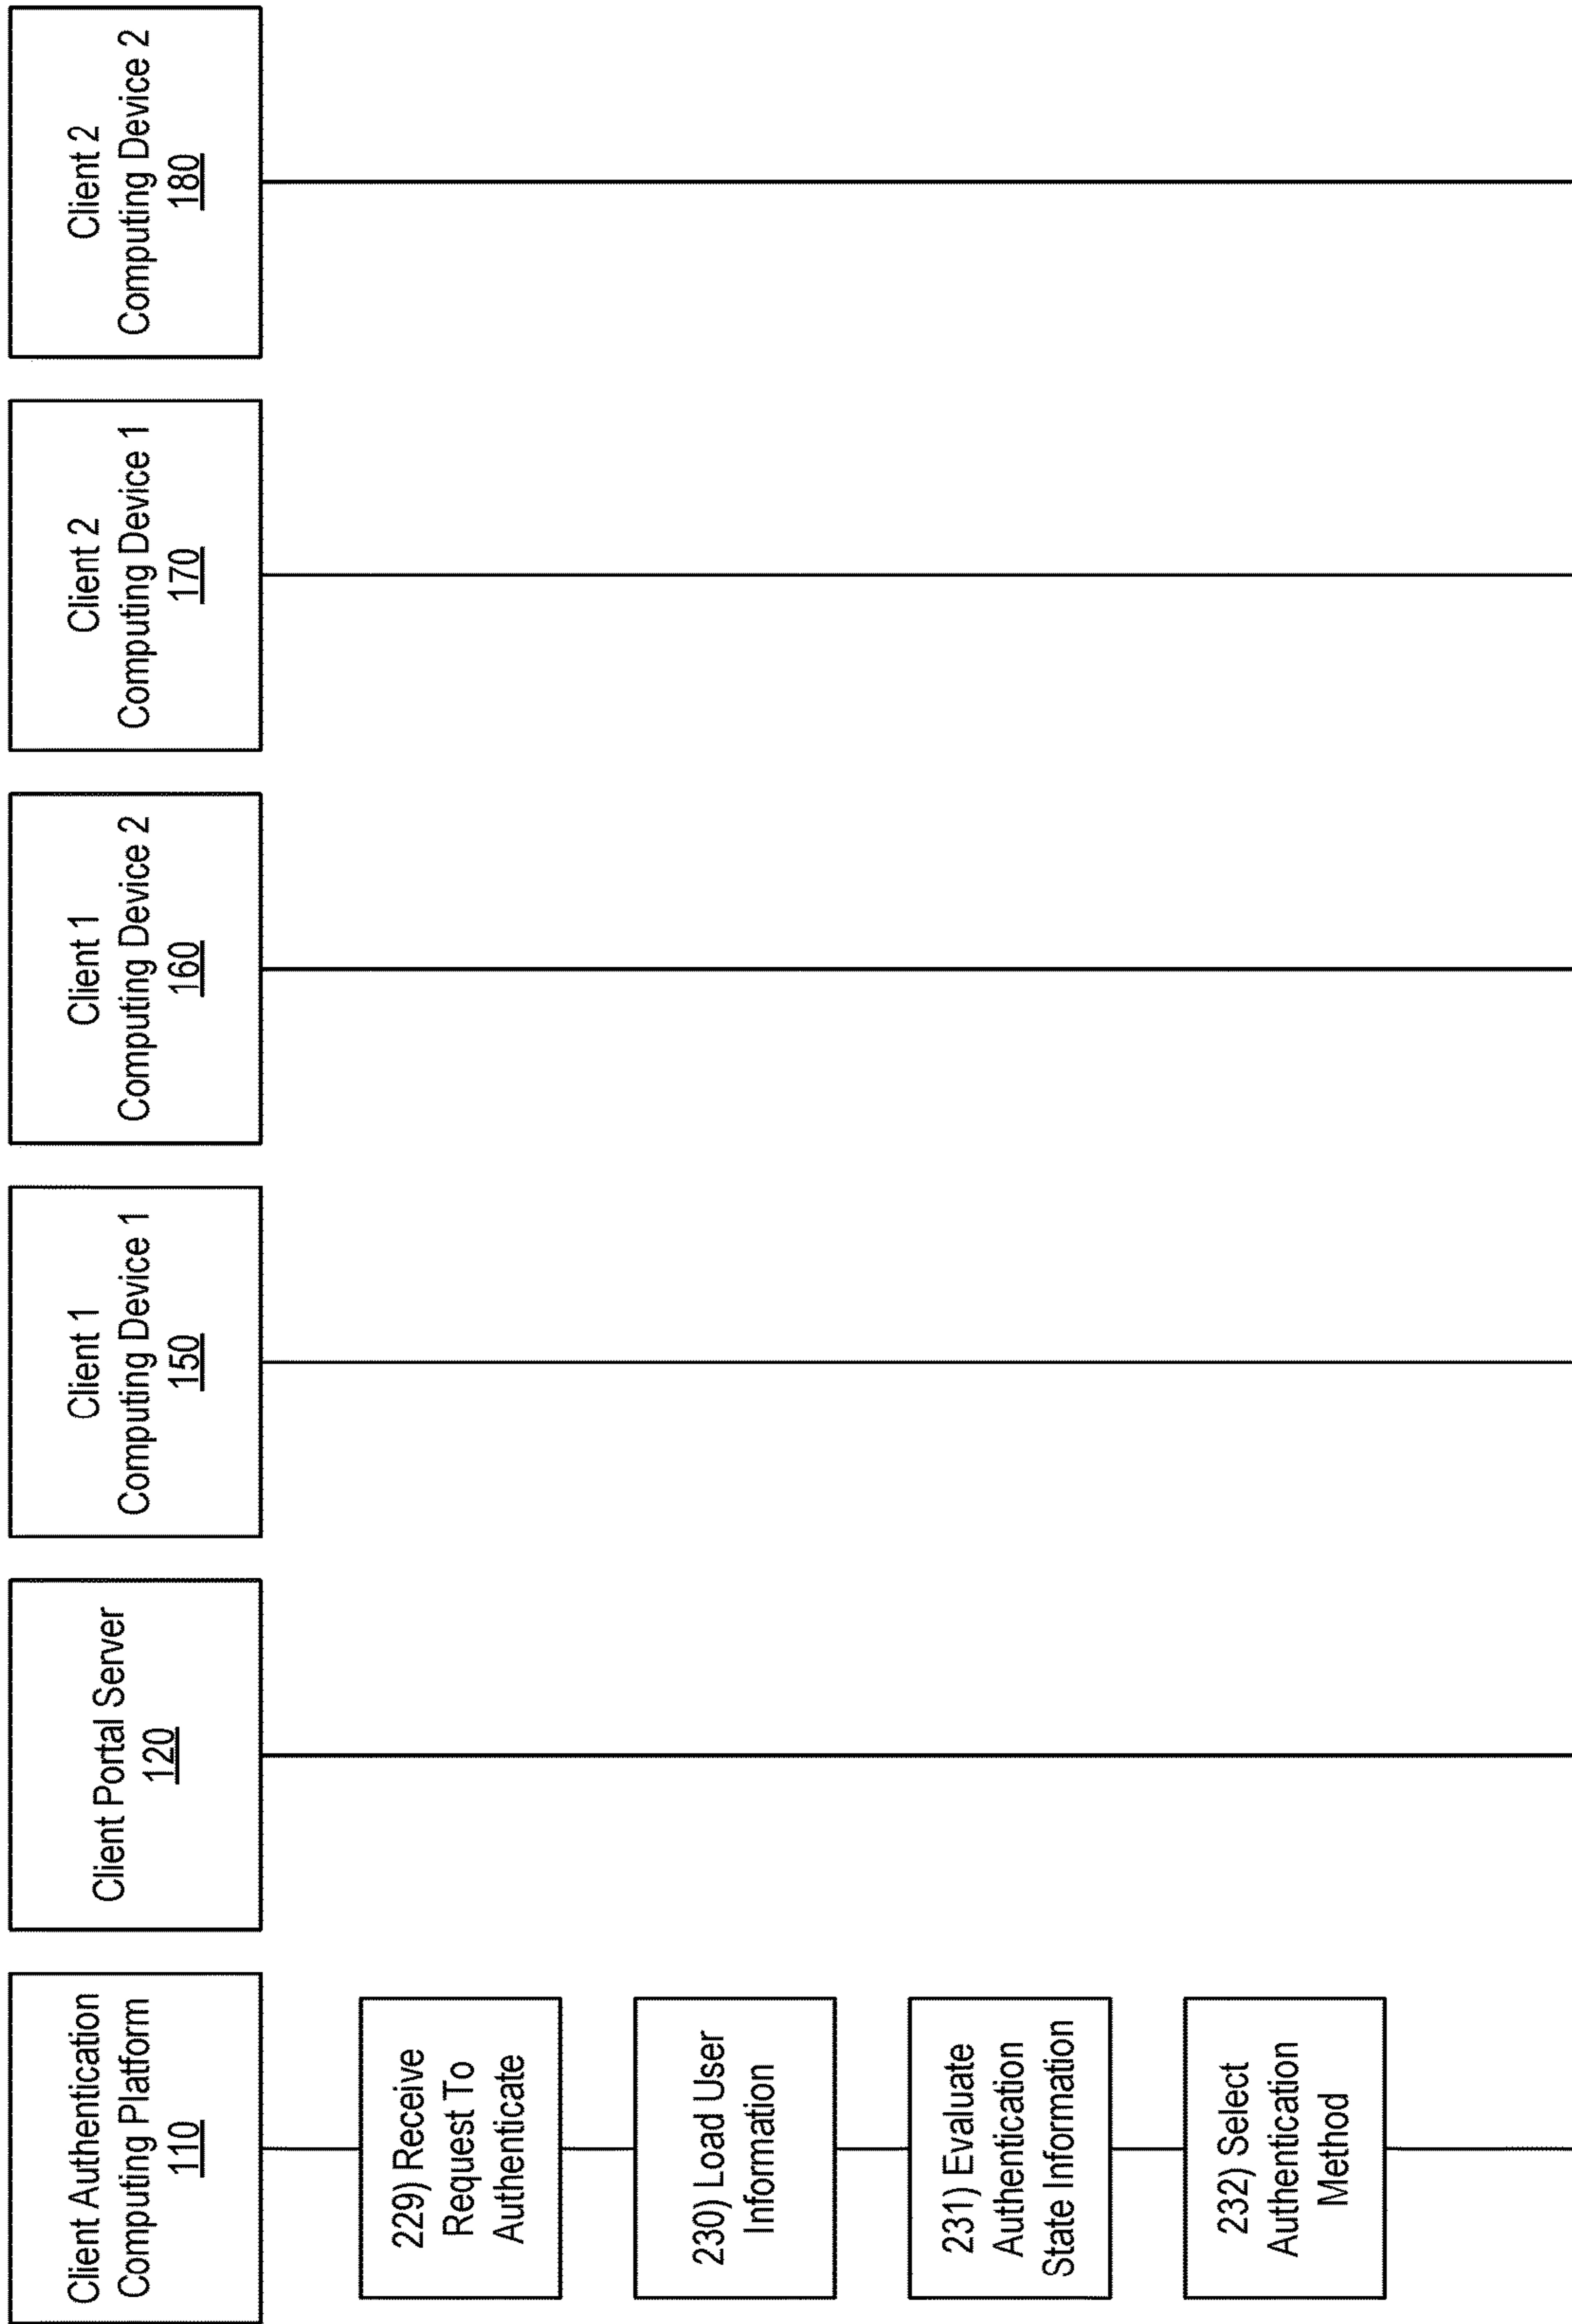 Client Authentication
Computing Platform
110
Client Portal Server
120
Client 1
Computing Device 1
150
Client 1
Computing Device 2
160
Client 2
Computing Device 1
170
Client 2
Computing Device 2
180
229) Receive
Request To
Authenticate
230) Load User
Information
231) Evaluate
Authentication
State Information
232) Select
Authentication
Method